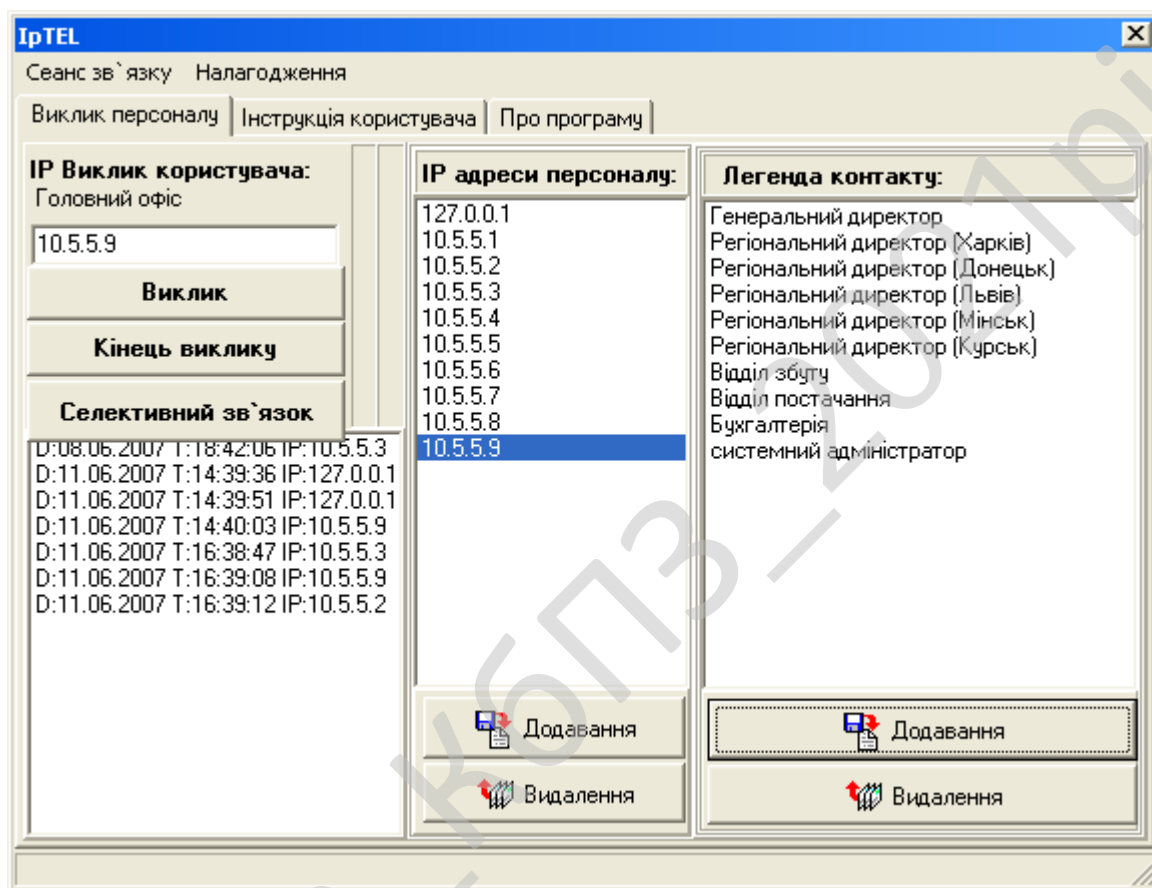 IpTEL
Сеанс зв`язку Налагодження
Виклик персоналу Інструкція користувача Про програму
IP Виклик користувача:
Головний офіс
10.5.5.9
Виклик
Кінець виклику
Селективний зв`язок
D:08.06.2007 T:18:42:06 IP:10.5.5.3
D:11.06.2007 T:14:39:36 IP:127.0.0.1
D:11.06.2007 T:14:39:51 IP:127.0.0.1
D:11.06.2007 T:14:40:03 IP:10.5.5.9
D:11.06.2007 T:16:38:47 IP:10.5.5.3
D:11.06.2007 T:16:39:08 IP:10.5.5.9
D:11.06.2007 T:16:39:12 IP:10.5.5.2
IP адреси персоналу:
127.0.0.1
10.5.5.1
10.5.5.2
10.5.5.3
10.5.5.4
10.5.5.5
10.5.5.6
10.5.5.7
10.5.5.8
10.5.5.9
Додавання
Видалення
Легенда контакту:
Генеральний директор
Регіональний директор (Харків)
Регіональний директор (Донецьк)
Регіональний директор (Львів)
Регіональний директор (Мінськ)
Регіональний директор (Курськ)
Відділ збуту
Відділ постачання
Бухгалтерія
системний адміністратор
Додавання
Видалення